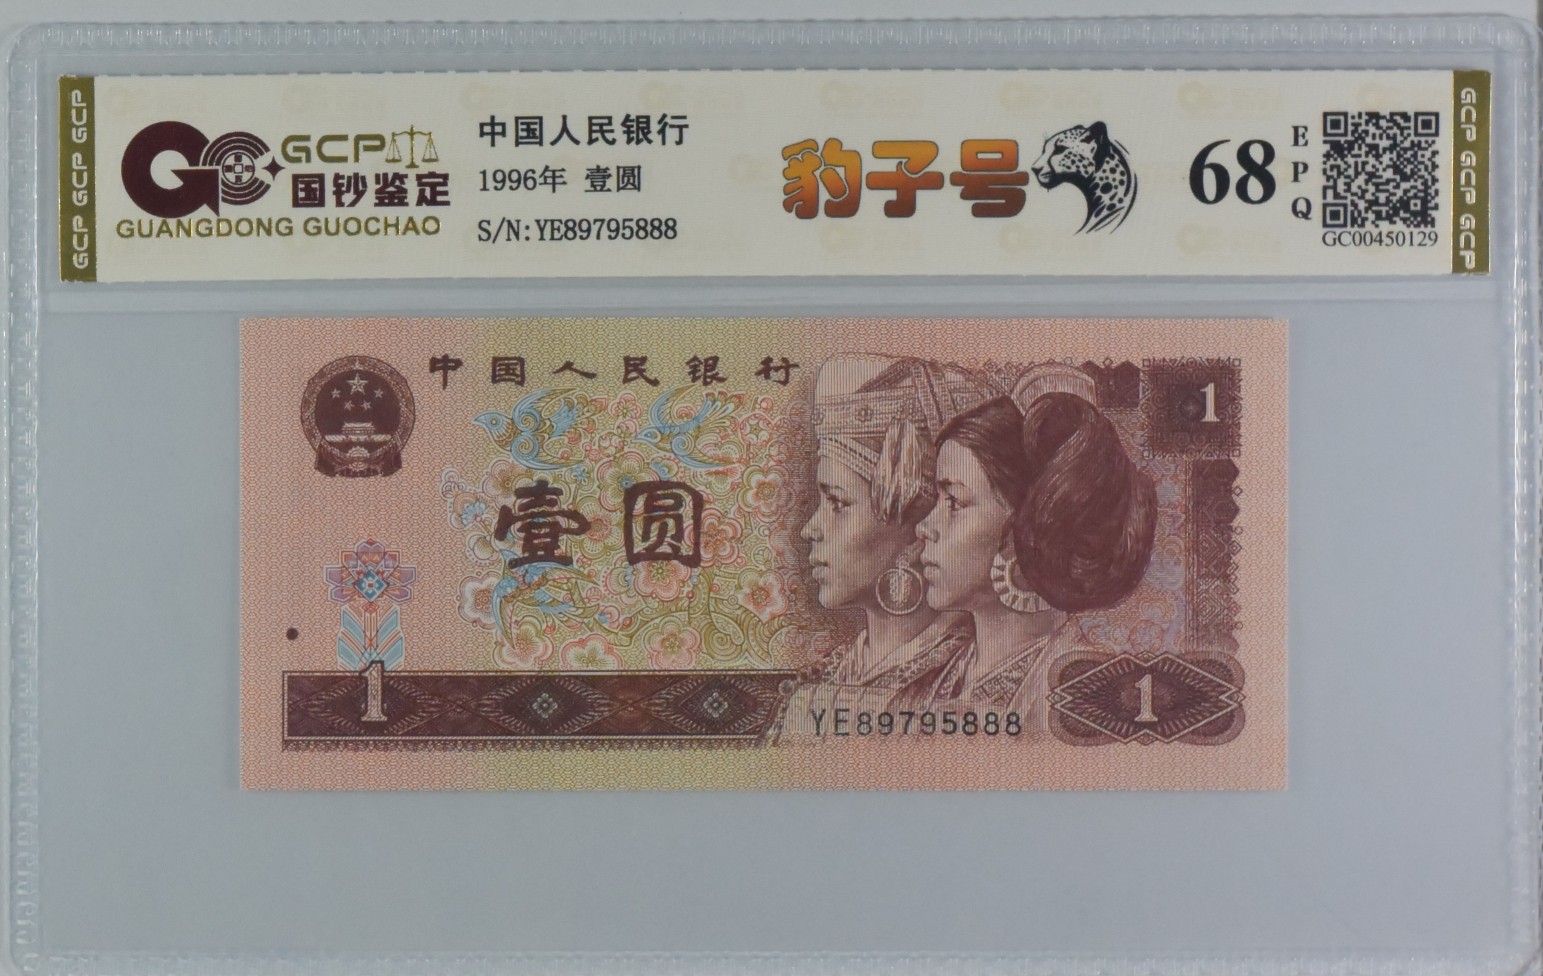 GCP GCP GCP
GCP
国钞鉴定
GUANGDONG GUOCHAO
中国人民银行
1996年 壹圆
S/N:YE89795888
豹子号
68
EPQ
GC00450129
GCP GCP GCP
中国人民银行
1
壹圆
1
YE89795888
1